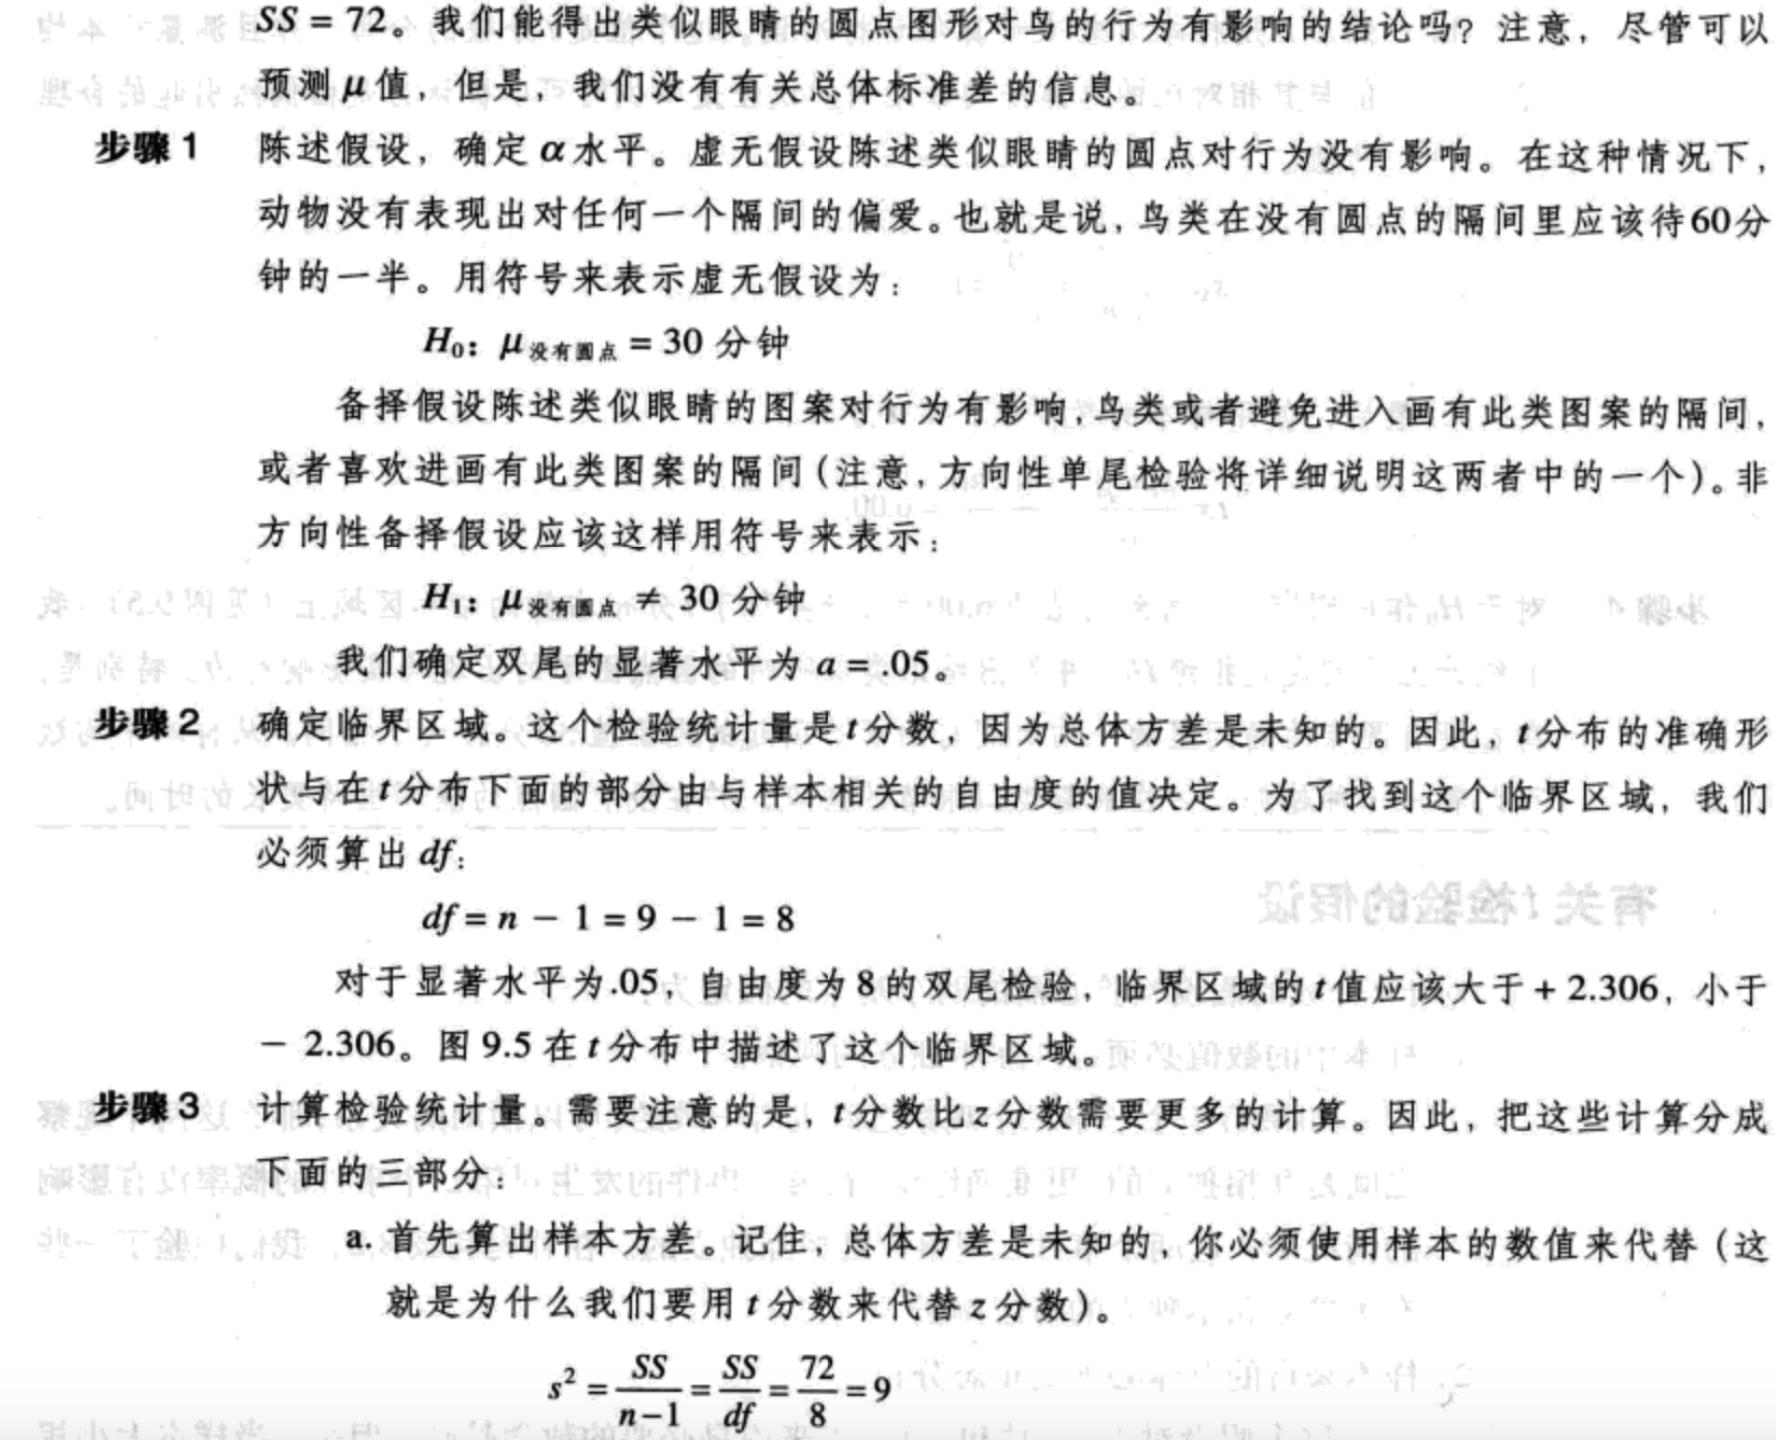 SS = 72。我们能得出类似眼睛的圆点图形对鸟的行为有影响的结论吗？注意，尽管可以
预测 μ 值，但是，我们没有有关总体标准差的信息。
步骤 1 陈述假设，确定 α 水平。虚无假设陈述类似眼睛的圆点对行为没有影响。在这种情况下，
动物没有表现出对任何一个隔间的偏爱。也就是说，鸟类在没有圆点的隔间里应该待60分
钟的一半。用符号来表示虚无假设为：
H₀：μ没有圆点 = 30 分钟
备择假设陈述类似眼睛的图案对行为有影响，鸟类或者避免进入画有此类图案的隔间，
或者喜欢进画有此类图案的隔间（注意，方向性单尾检验将详细说明这两者中的一个）。非
方向性备择假设应该这样用符号来表示：
H₁：μ没有圆点 ≠ 30 分钟
我们确定双尾的显著水平为 a = .05。
步骤 2 确定临界区域。这个检验统计量是 t 分数，因为总体方差是未知的。因此，t 分布的准确形
状与在 t 分布下面的部分由与样本相关的自由度的值决定。为了找到这个临界区域，我们
必须算出 df：
df = n − 1 = 9 − 1 = 8
对于显著水平为.05，自由度为 8 的双尾检验，临界区域的 t 值应该大于 + 2.306，小于
− 2.306。图 9.5 在 t 分布中描述了这个临界区域。
步骤 3 计算检验统计量。需要注意的是，t 分数比 z 分数需要更多的计算。因此，把这些计算分成
下面的三部分：
a. 首先算出样本方差。记住，总体方差是未知的，你必须使用样本的数值来代替（这
就是为什么我们要用 t 分数来代替 z 分数）。
s² = SS/(n−1) = SS/df = 72/8 = 9